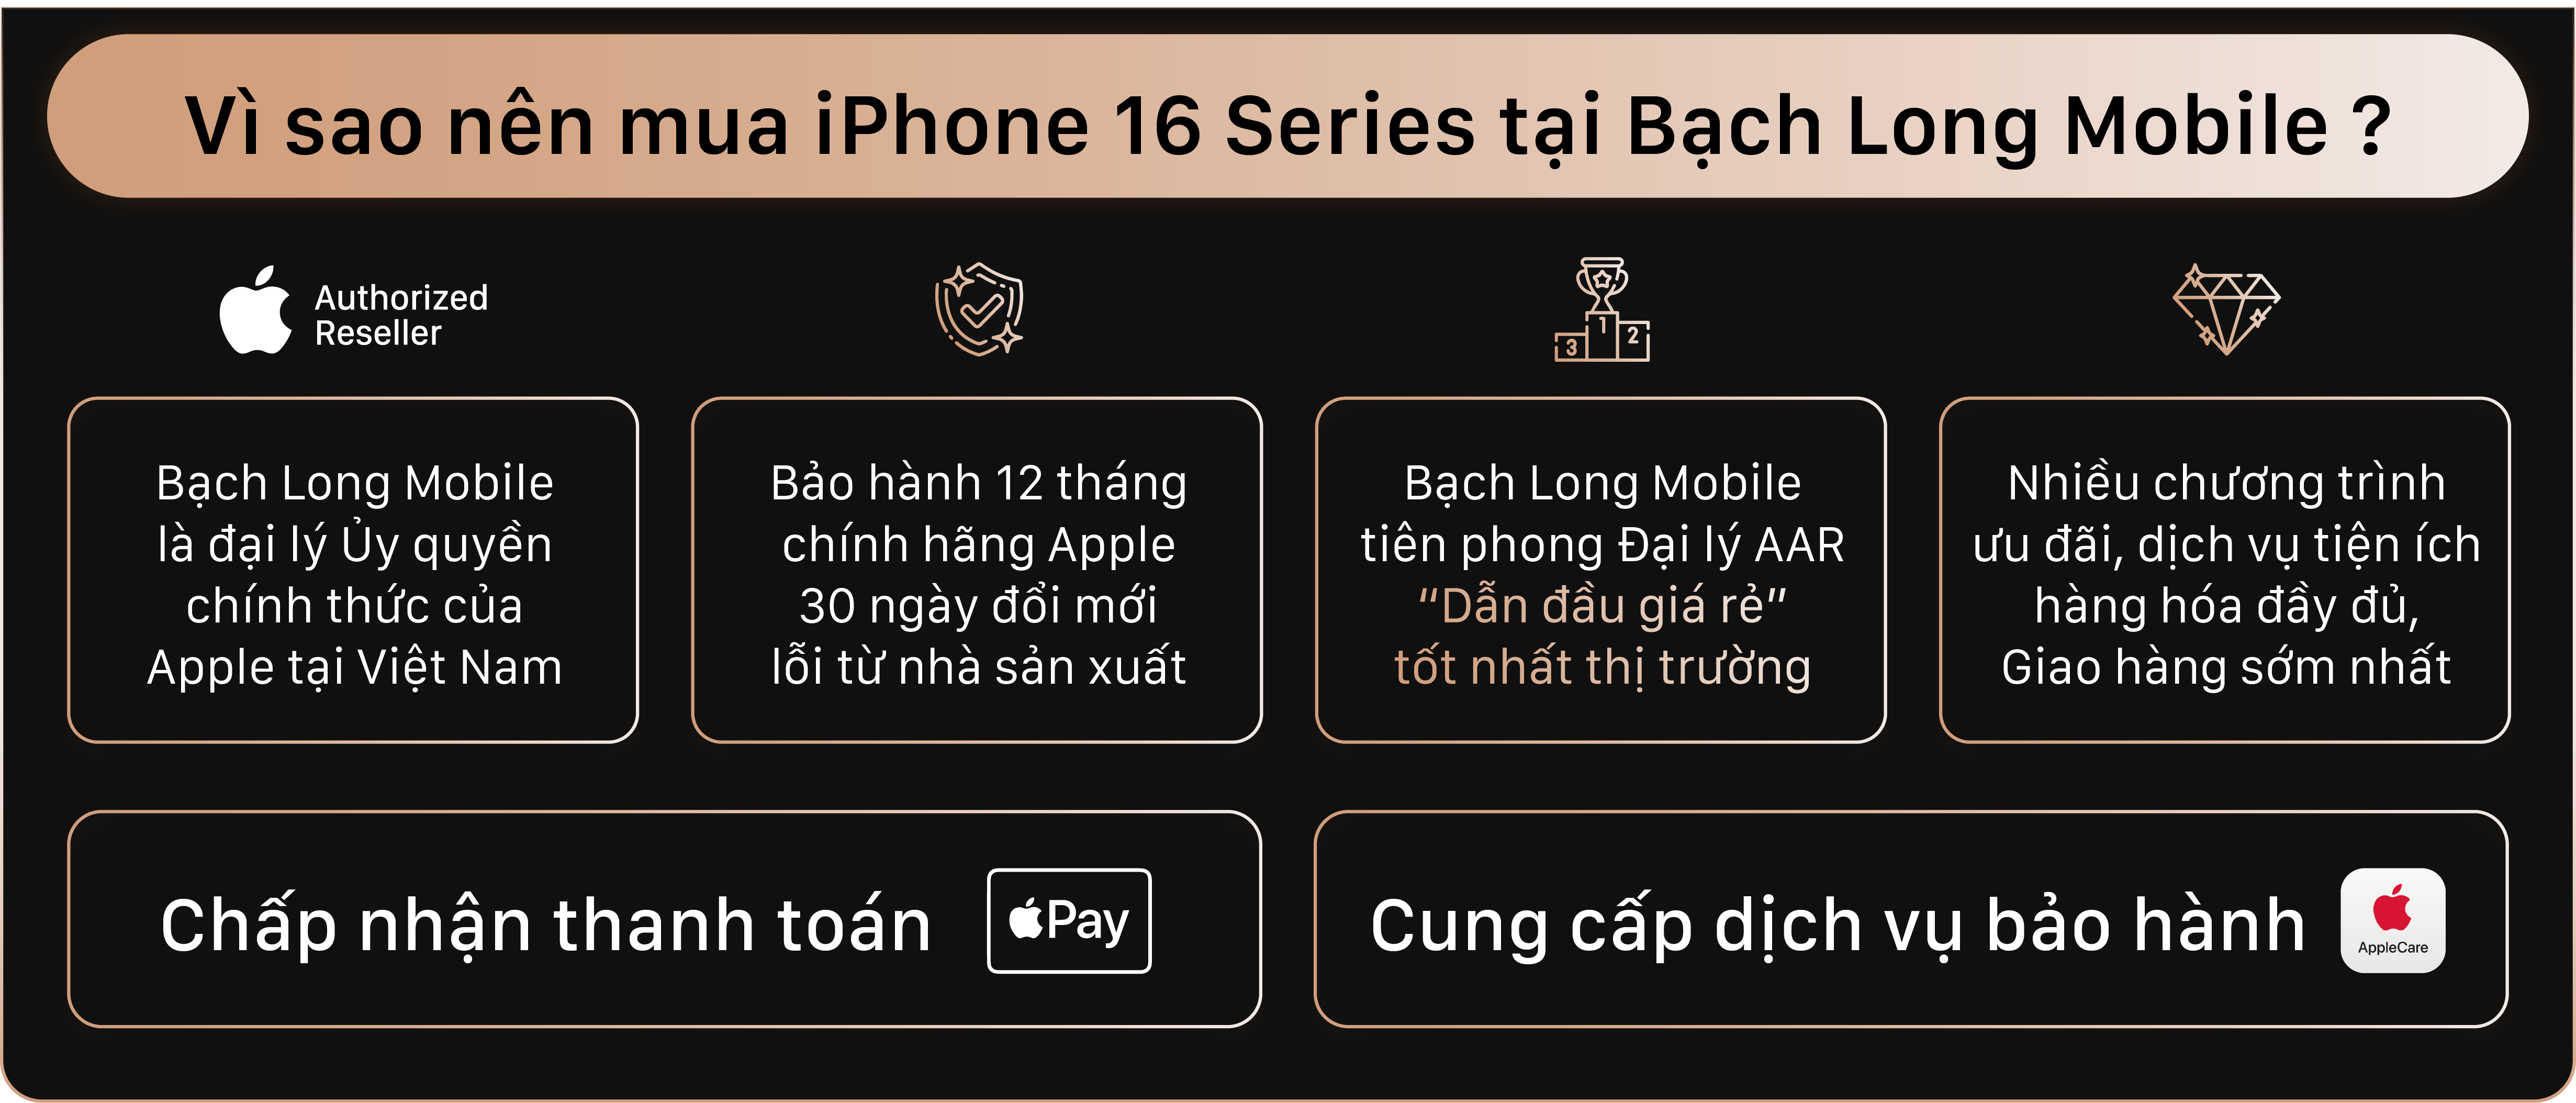 Vì sao nên mua iPhone 16 Series tại Bạch Long Mobile ?
Authorized
Reseller
1
2
3
Bạch Long Mobile
là đại lý Ủy quyền
chính thức của
Apple tại Việt Nam
Bảo hành 12 tháng
chính hãng Apple
30 ngày đổi mới
lỗi từ nhà sản xuất
Bạch Long Mobile
tiên phong Đại lý AAR
“Dẫn đầu giá rẻ”
tốt nhất thị trường
Nhiều chương trình
ưu đãi, dịch vụ tiện ích
hàng hóa đầy đủ,
Giao hàng sớm nhất
Chấp nhận thanh toán
Pay
Cung cấp dịch vụ bảo hành
AppleCare